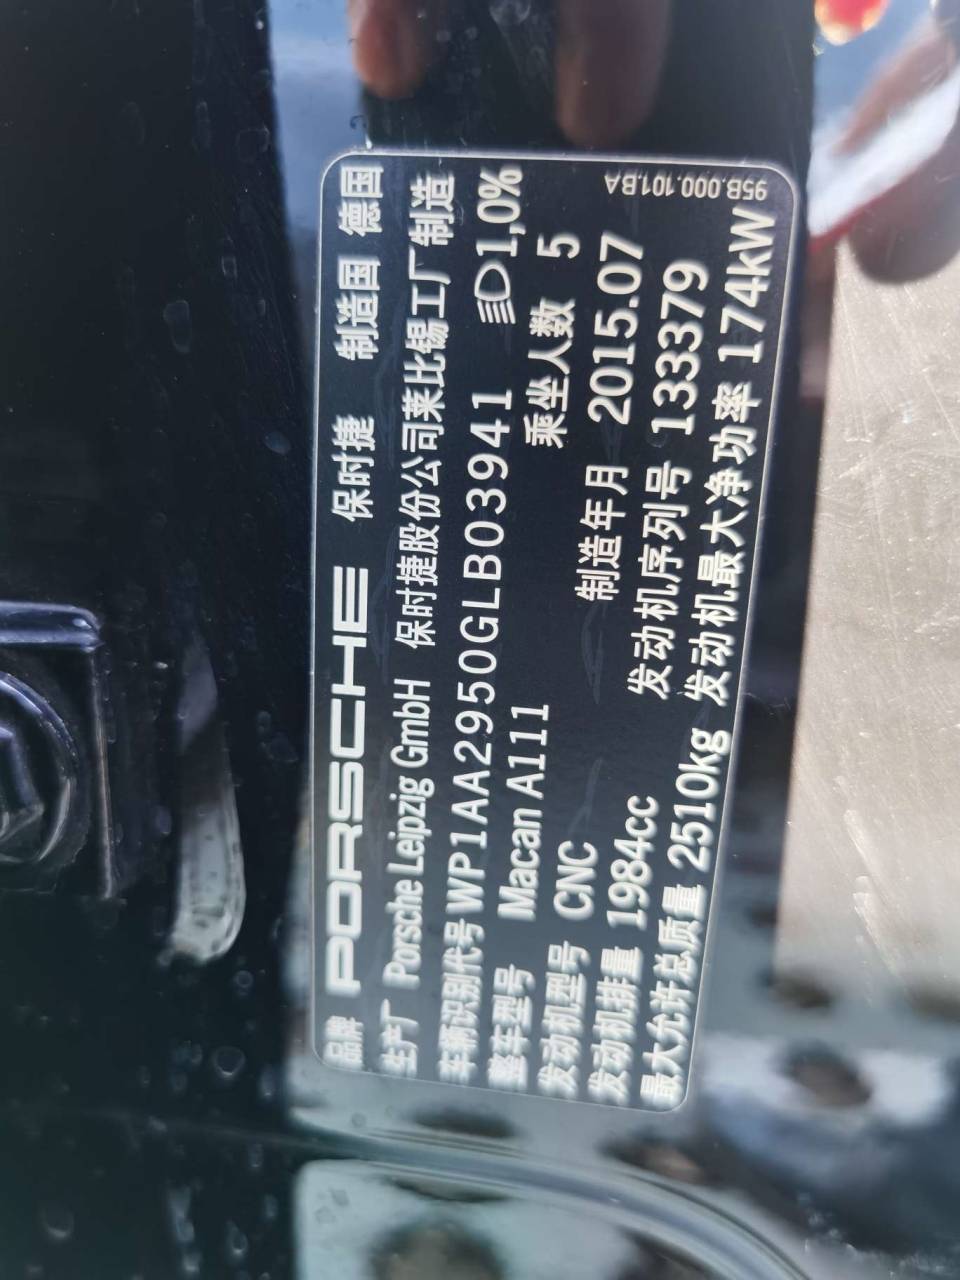 品牌 PORSCHE 保时捷 制造国 德国
生产厂 Porsche Leipzig GmbH 保时捷股份公司莱比锡工厂制造
车辆识别代号 WP1AA2950GLB03941 1,0%
整车型号 Macan A111 乘坐人数 5
发动机型号 CNC 制造年月 2015.07
发动机排量 1984cc 发动机序列号 133379
最大允许总质量 2510kg 发动机最大净功率 174kW
95B.000.101.BA